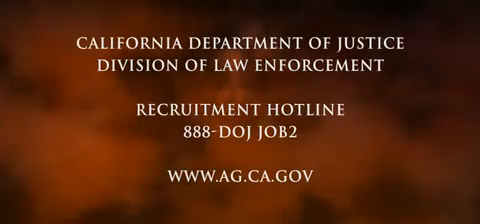 CALIFORNIA DEPARTMENT OF JUSTICE
DIVISION OF LAW ENFORCEMENT
RECRUITMENT HOTLINE
888-DOJ JOB2
WWW.AG.CA.GOV